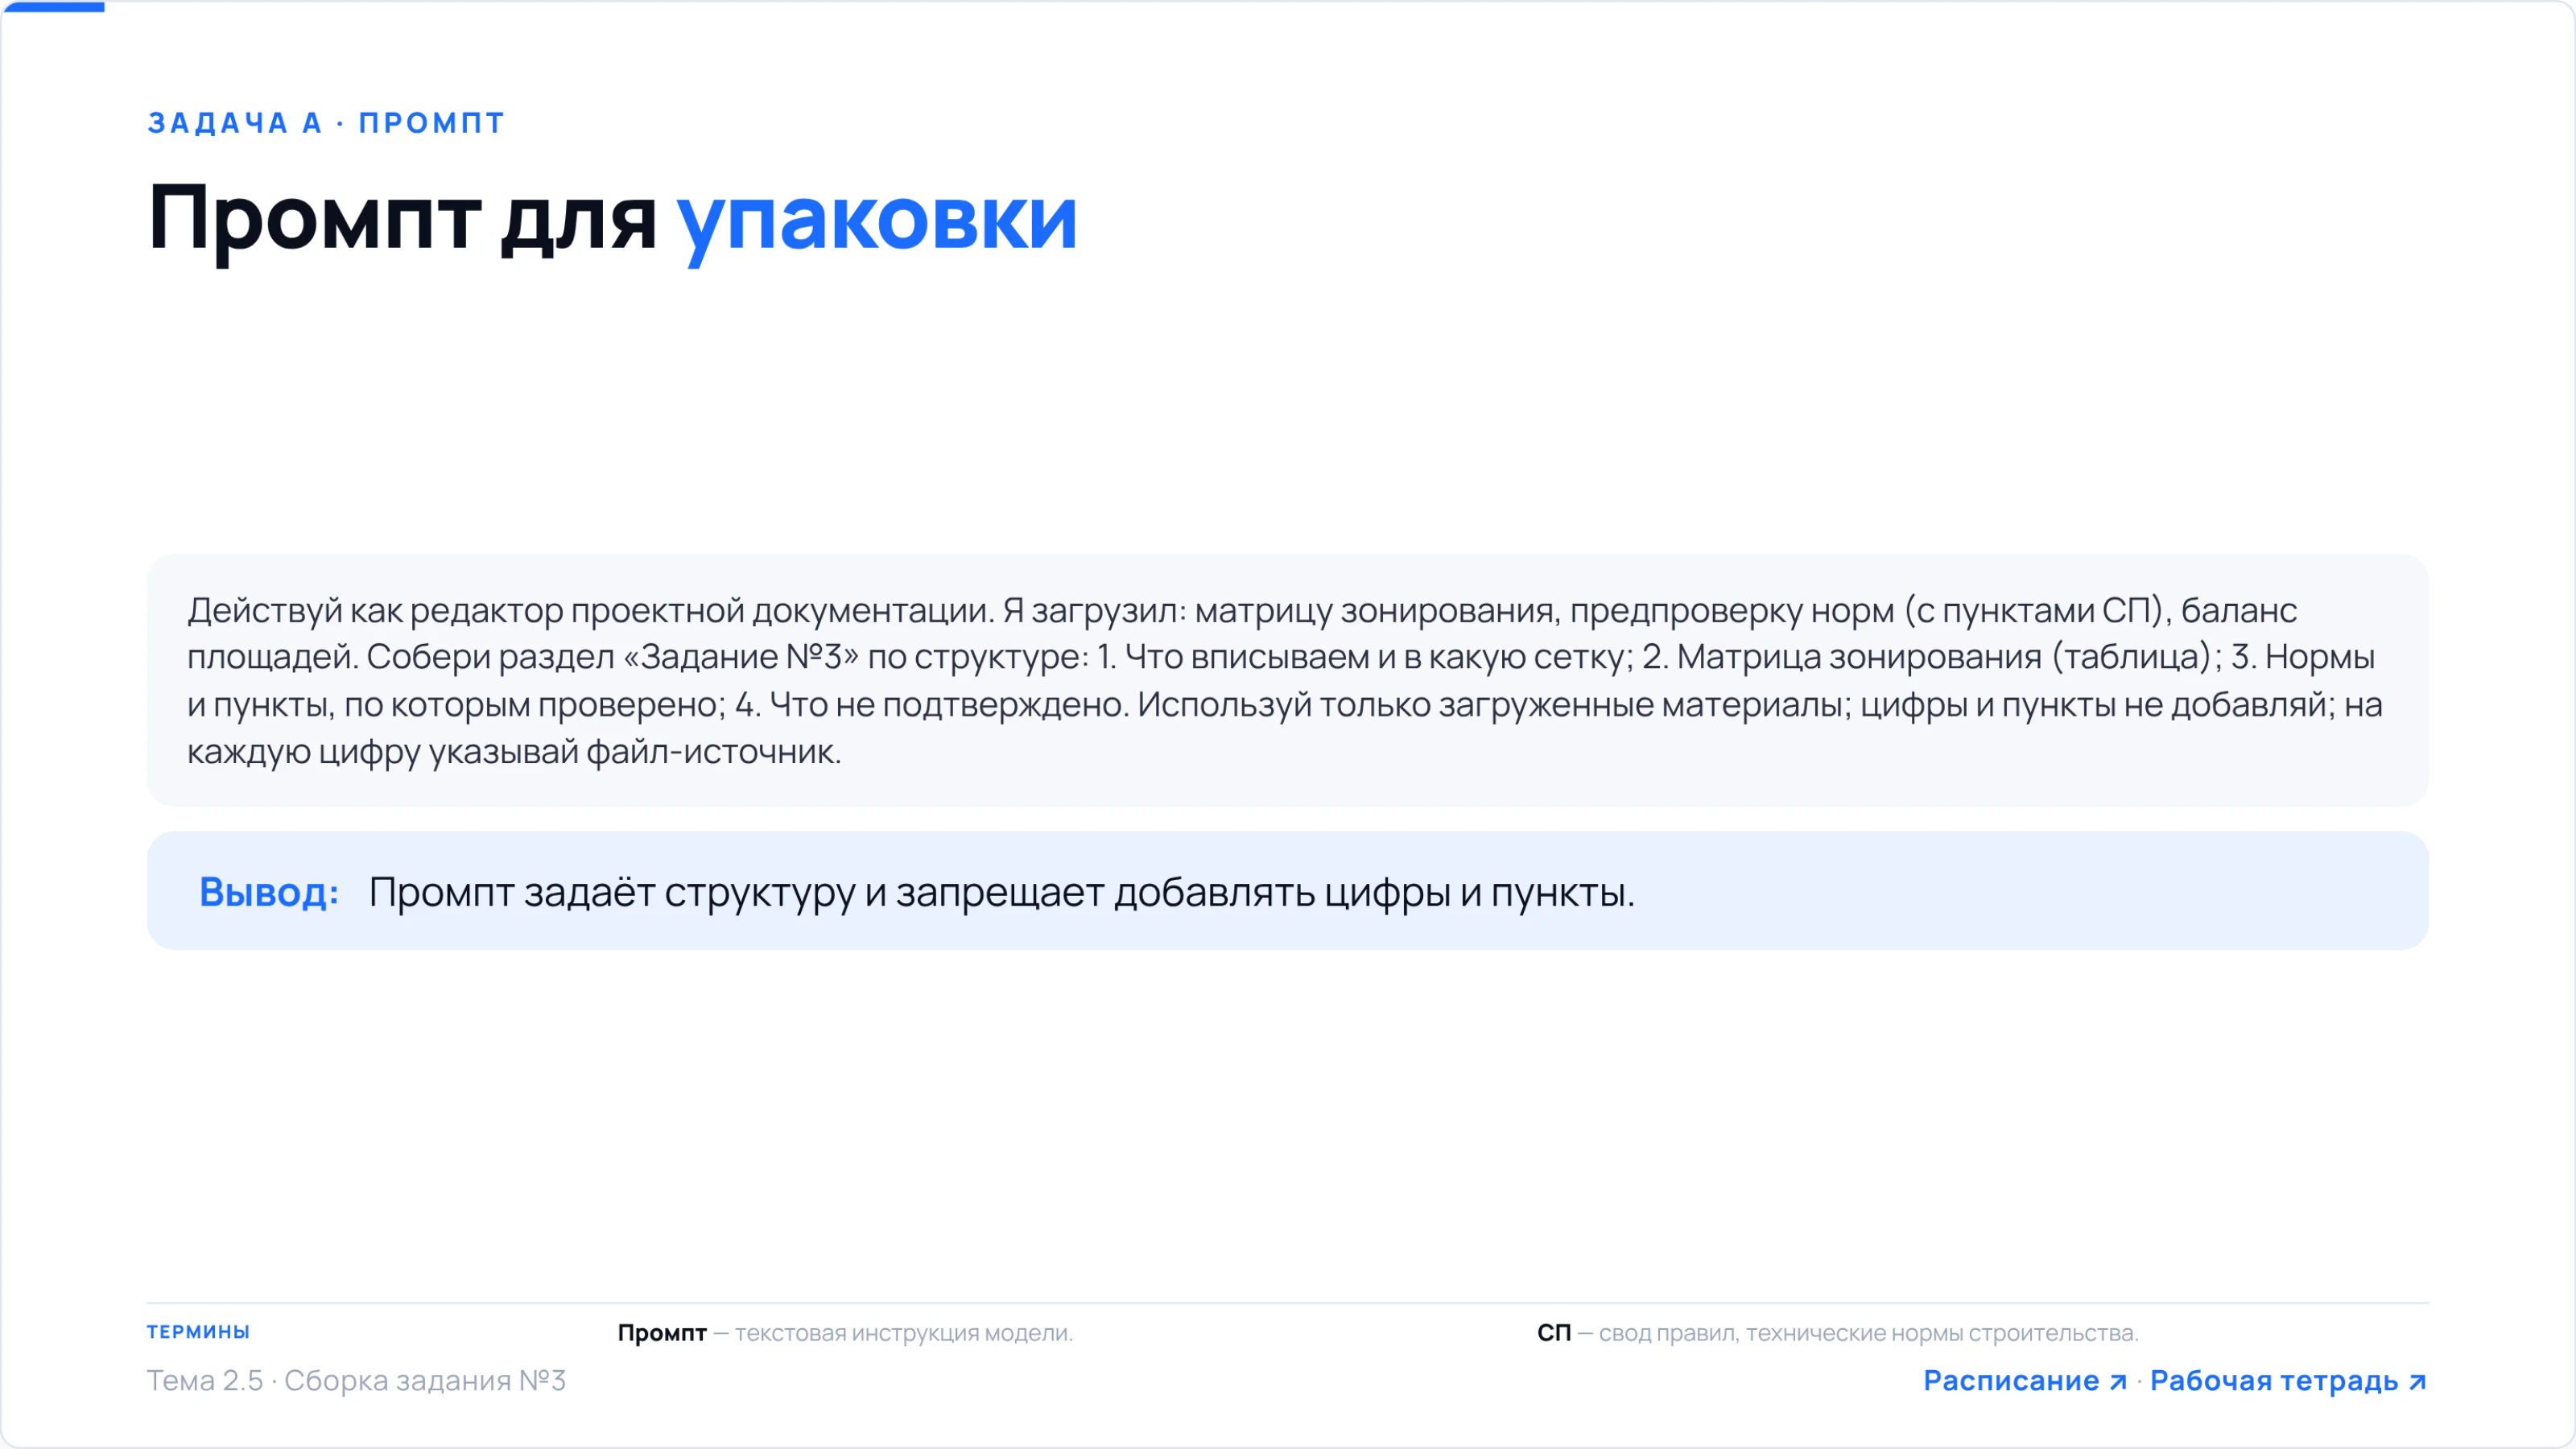 ЗАДАЧА А · ПРОМПТ
Промпт для упаковки
Действуй как редактор проектной документации. Я загрузил: матрицу зонирования, предпроверку норм (с пунктами СП), баланс
площадей. Собери раздел «Задание №3» по структуре: 1. Что вписываем и в какую сетку; 2. Матрица зонирования (таблица); 3. Нормы
и пункты, по которым проверено; 4. Что не подтверждено. Используй только загруженные материалы; цифры и пункты не добавляй; на
каждую цифру указывай файл-источник.
Вывод: Промпт задаёт структуру и запрещает добавлять цифры и пункты.
ТЕРМИНЫ Промпт — текстовая инструкция модели. СП — свод правил, технические нормы строительства.
Тема 2.5 · Сборка задания №3 Расписание ↗ · Рабочая тетрадь ↗